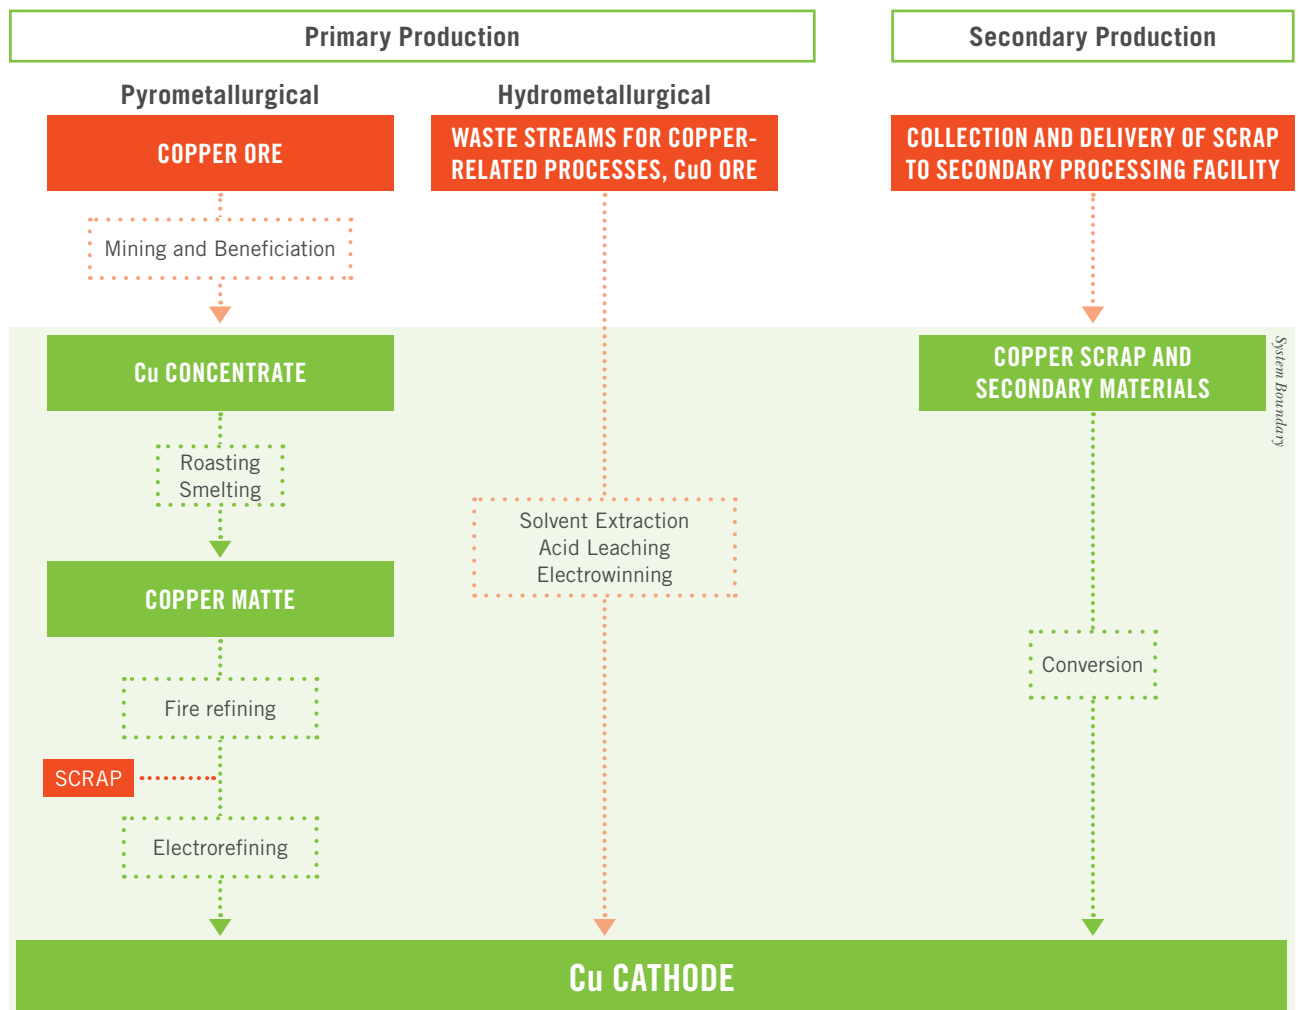 Primary Production
Secondary Production
Pyrometallurgical
Hydrometallurgical
COPPER ORE
WASTE STREAMS FOR COPPER-
RELATED PROCESSES, CuO ORE
COLLECTION AND DELIVERY OF SCRAP
TO SECONDARY PROCESSING FACILITY
Mining and Beneficiation
Cu CONCENTRATE
COPPER SCRAP AND
SECONDARY MATERIALS
System Boundary
Roasting
Smelting
Solvent Extraction
Acid Leaching
Electrowinning
COPPER MATTE
Conversion
Fire refining
SCRAP
Electrorefining
Cu CATHODE